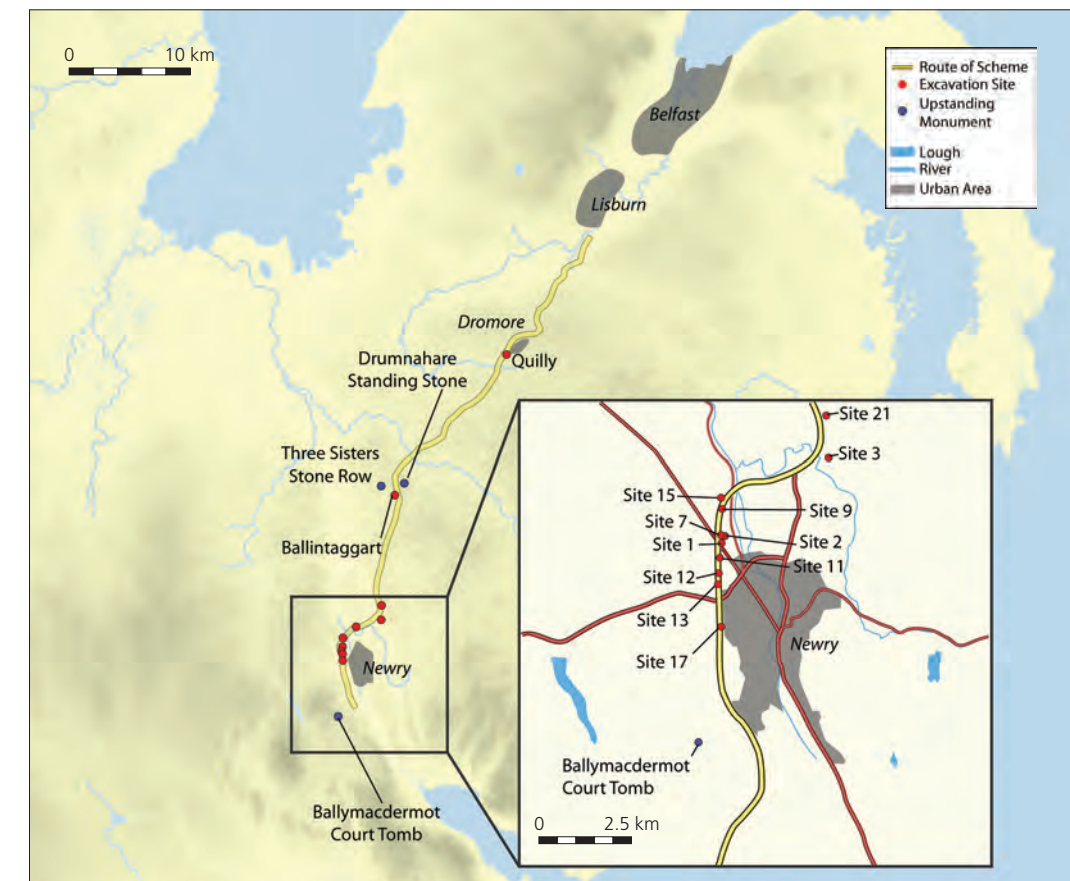 0 10 km
Route of Scheme
Excavation Site
Upstanding
Monument
Lough
River
Urban Area
Belfast
Lisburn
Dromore
Quilly
Drumnahare
Standing Stone
Three Sisters
Stone Row
Ballintaggart
Newry
Ballymacdermot
Court Tomb
Site 21
Site 3
Site 15
Site 9
Site 7
Site 2
Site 1
Site 11
Site 12
Site 13
Site 17
Newry
Ballymacdermot
Court Tomb
0 2.5 km